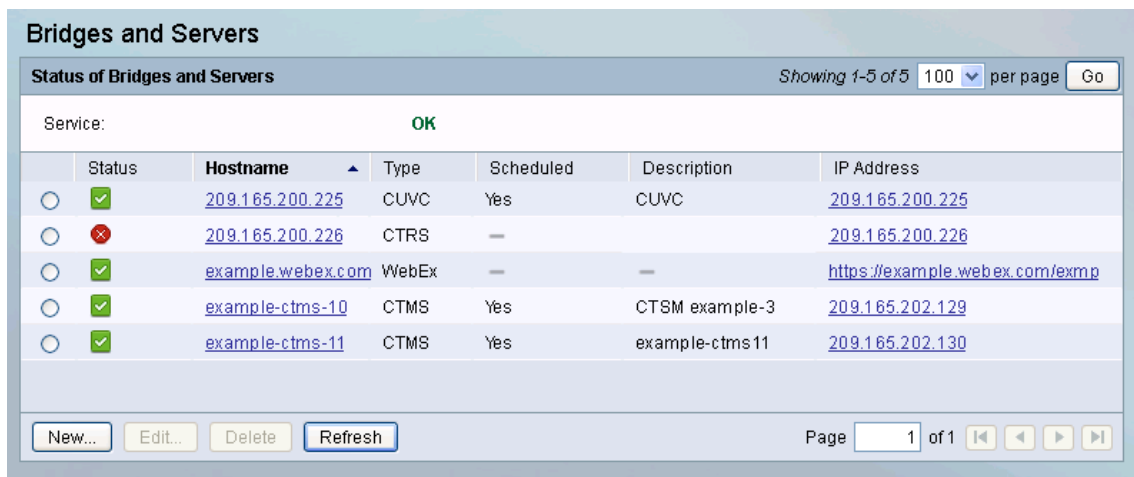 Bridges and Servers
Status of Bridges and Servers Showing 1-5 of 5 100 per page Go
Service: OK
Status Hostname Type Scheduled Description IP Address
209.165.200.225 CUVC Yes CUVC 209.165.200.225
209.165.200.226 CTRS — 209.165.200.226
example.webex.com WebEx — — https://example.webex.com/exmp
example-ctms-10 CTMS Yes CTSM example-3 209.165.202.129
example-ctms-11 CTMS Yes example-ctms11 209.165.202.130
New... Edit... Delete Refresh Page 1 of 1